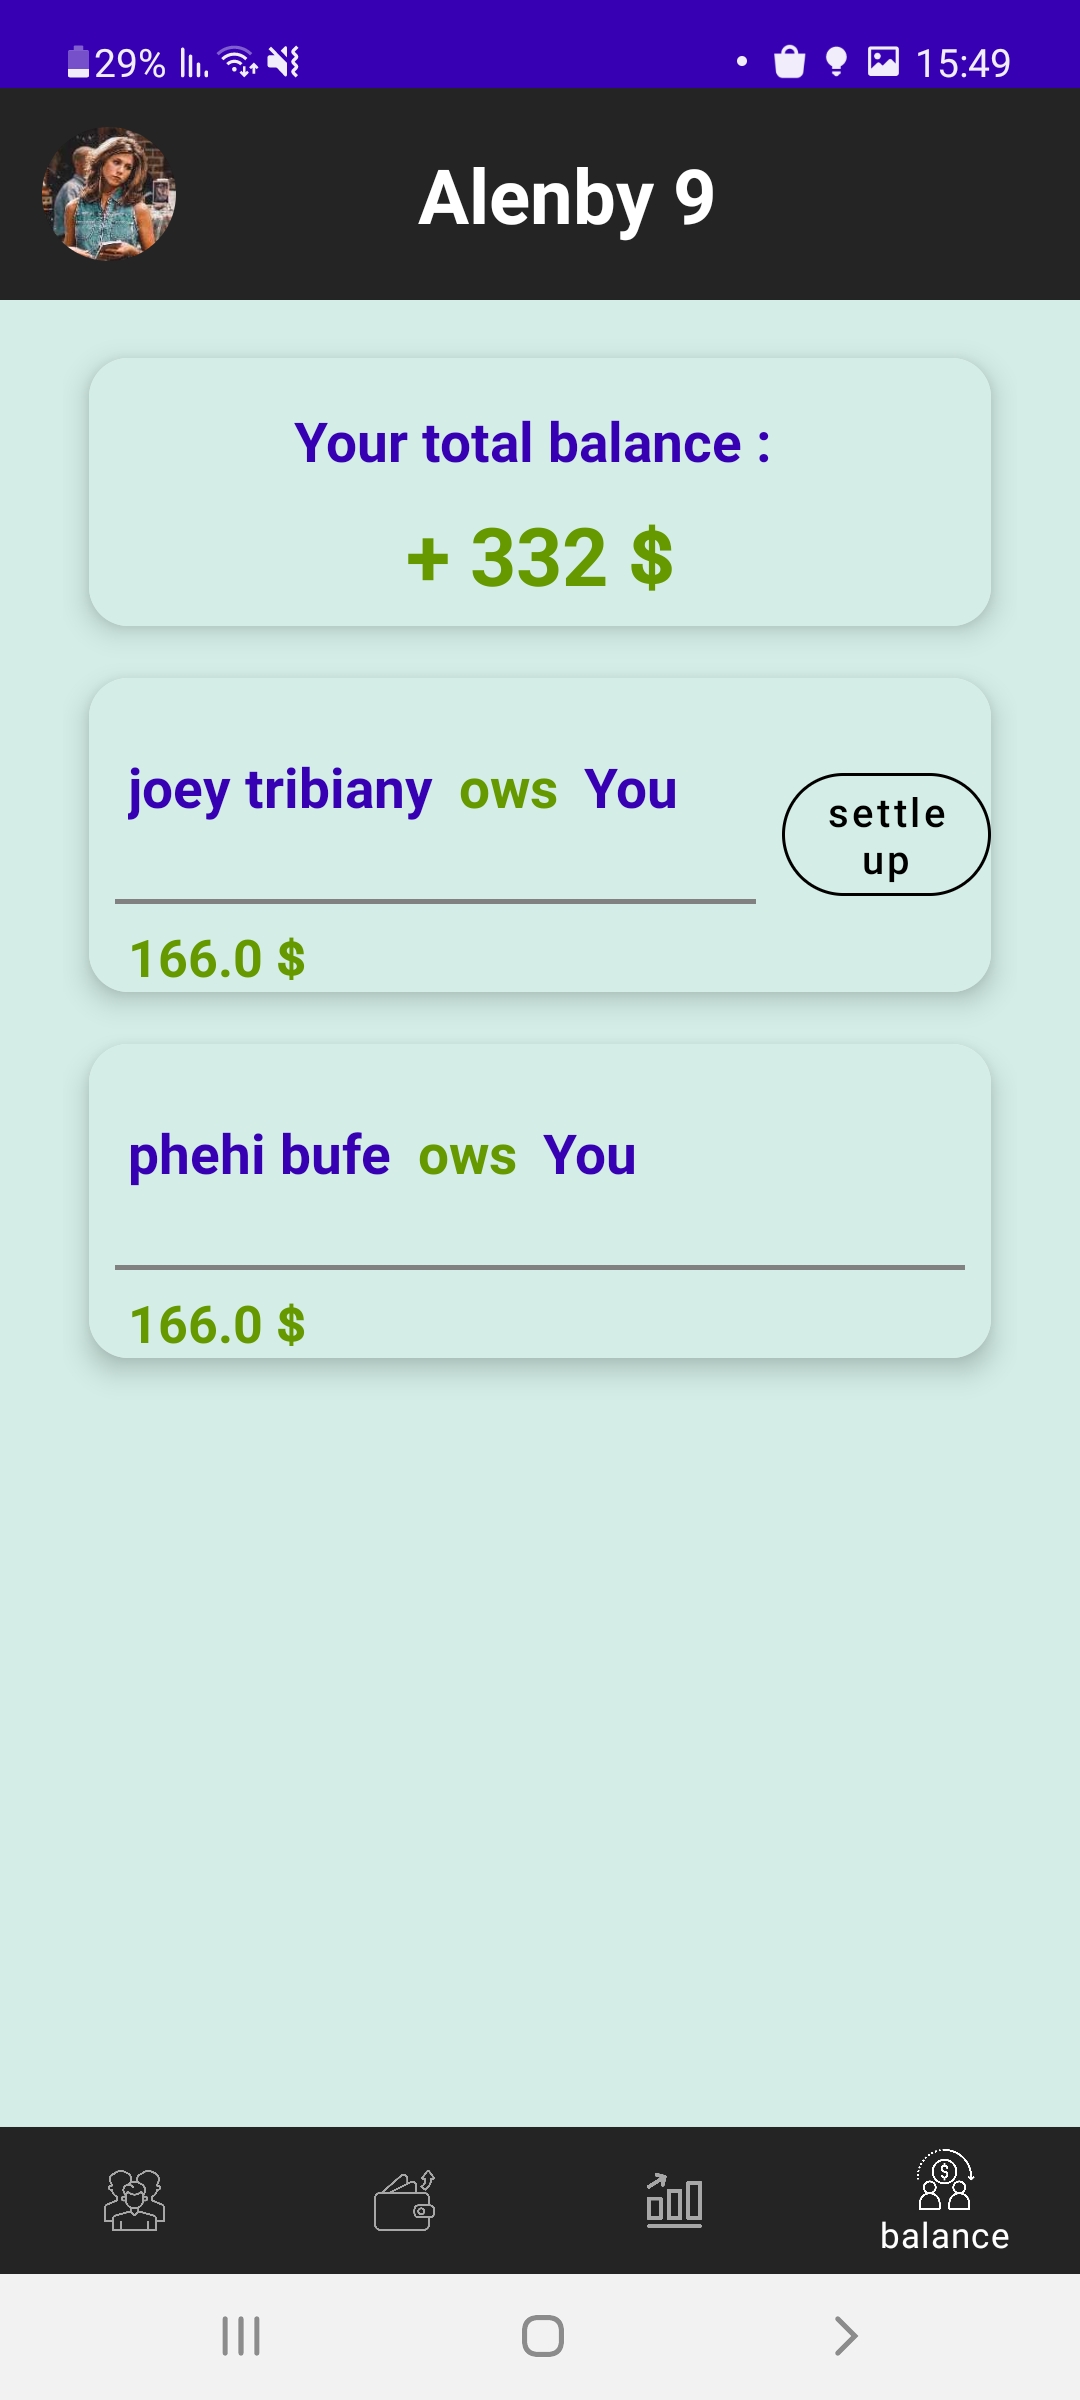 29% 15:49
Alenby 9
Your total balance :
+ 332 $
joey tribiany ows You
settle
up
166.0 $
phehi bufe ows You
166.0 $
balance